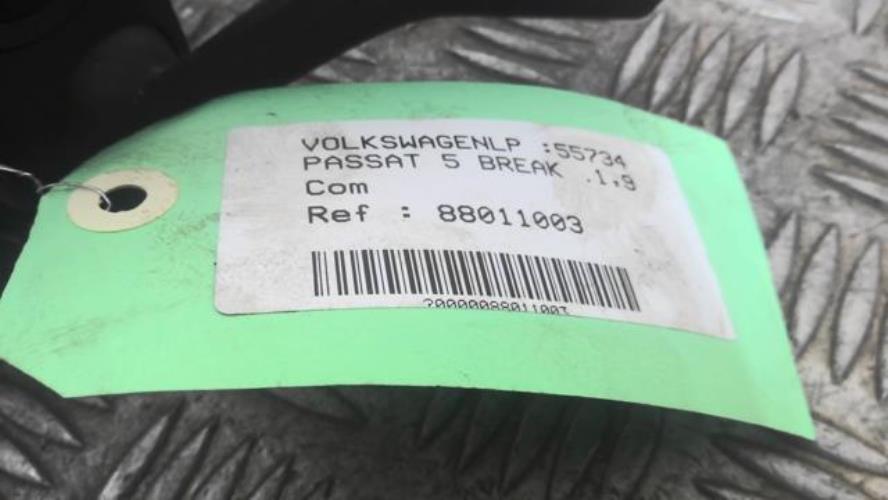 VOLKSWAGENLP :55734
PASSAT 5 BREAK .1,9
Com
Ref : 88011003